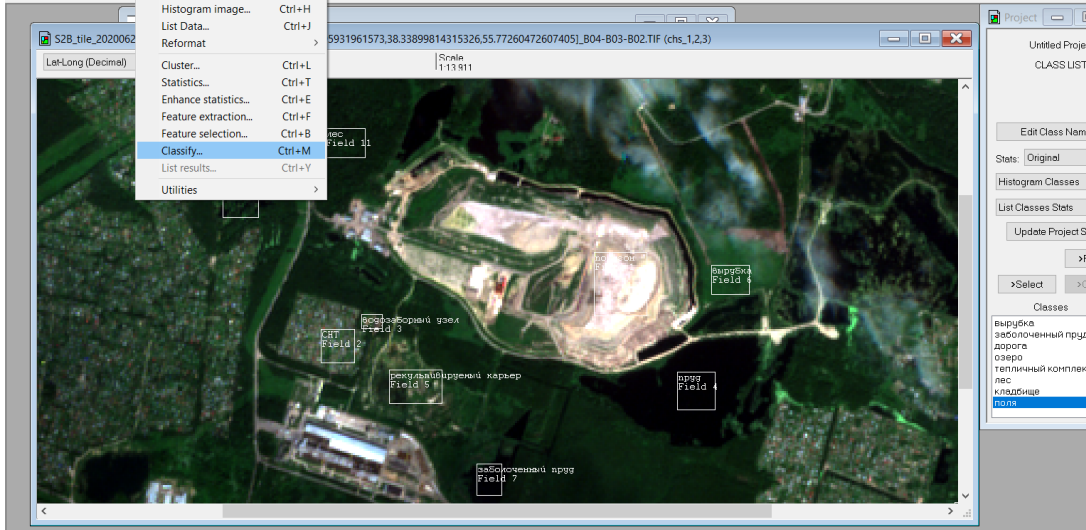 Histogram image... Ctrl+H
List Data... Ctrl+J
Reformat
Cluster... Ctrl+L
Statistics... Ctrl+T
Enhance statistics... Ctrl+E
Feature extraction... Ctrl+F
Feature selection... Ctrl+B
Classify... Ctrl+M
List results... Ctrl+Y
Utilities
S2B_tile_2020062
5931961573,38.33899814315326,55.77260472607405]_B04-B03-B02.TIF (chs_1,2,3)
Lat-Long (Decimal)
Scale
1:13 911
лес
Field 11
вырубка
Field 6
водозаборный узел
Field 3
СНТ
Field 2
рекультивируемый карьер
Field 5
пруд
Field 4
заболоченный пруд
Field 7
Project
Untitled Proje
CLASS LIST
Edit Class Nam
Stats: Original
Histogram Classes
List Classes Stats
Update Project S
>Select
Classes
вырубка
заболоченный пруд
дорога
озеро
тепличный комплек
лес
кладбище
поля